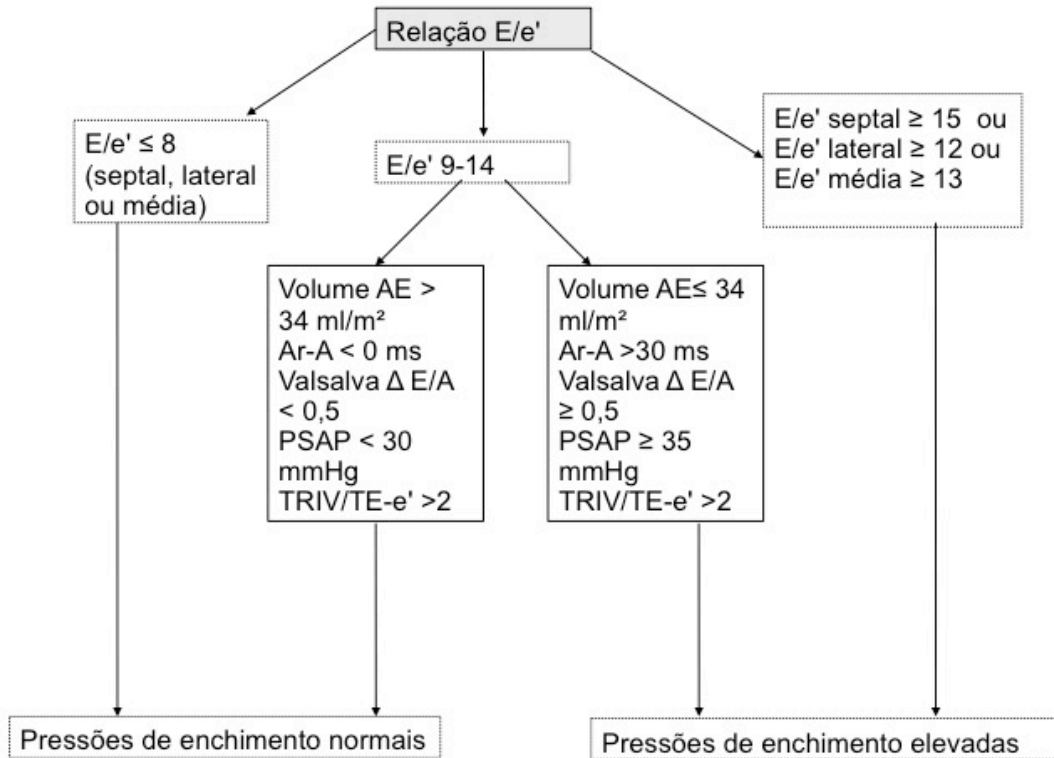 Relação E/e'
E/e' ≤ 8
(septal, lateral
ou média)
E/e' 9-14
E/e' septal ≥ 15 ou
E/e' lateral ≥ 12 ou
E/e' média ≥ 13
Volume AE >
34 ml/m²
Ar-A < 0 ms
Valsalva Δ E/A
< 0,5
PSAP < 30
mmHg
TRIV/TE-e' >2
Volume AE≤ 34
ml/m²
Ar-A >30 ms
Valsalva Δ E/A
≥ 0,5
PSAP ≥ 35
mmHg
TRIV/TE-e' >2
Pressões de enchimento normais
Pressões de enchimento elevadas